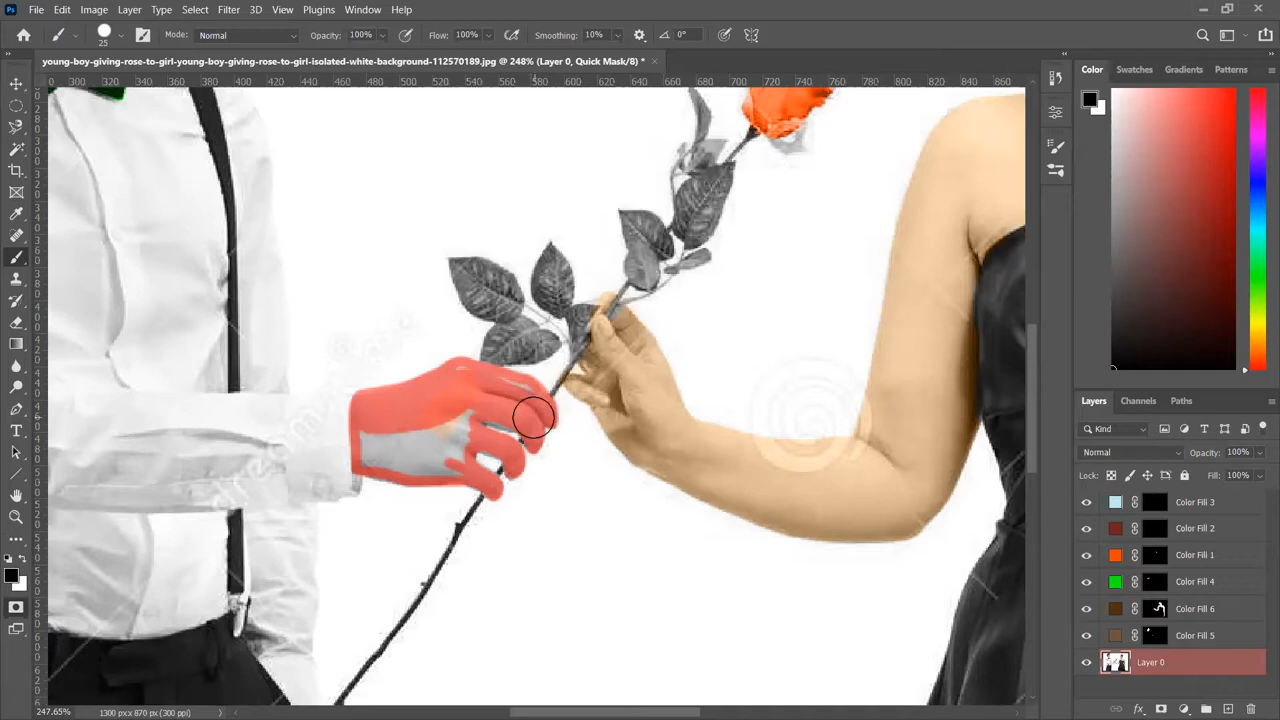 Ps File Edit Image Layer Type Select Filter 3D View Plugins Window Help
25 Mode: Normal Opacity: 100% Flow: 100% Smoothing: 10% 0°
young-boy-giving-rose-to-girl-young-boy-giving-rose-to-girl-isolated-white-background-112570189.jpg @ 248% (Layer 0, Quick Mask/8) *
300 320 340 360 380 400 420 440 460 480 500 520 540 560 580 600 620 640 660 680 700 720 740 760 780 800 820 840 860
Color Swatches Gradients Patterns
Layers Channels Paths
Kind
Normal Opacity: 100%
Lock: Fill: 100%
Color Fill 3
Color Fill 2
Color Fill 1
Color Fill 4
Color Fill 6
Color Fill 5
Layer 0
247.65% 1300 px x 870 px (300 ppi)